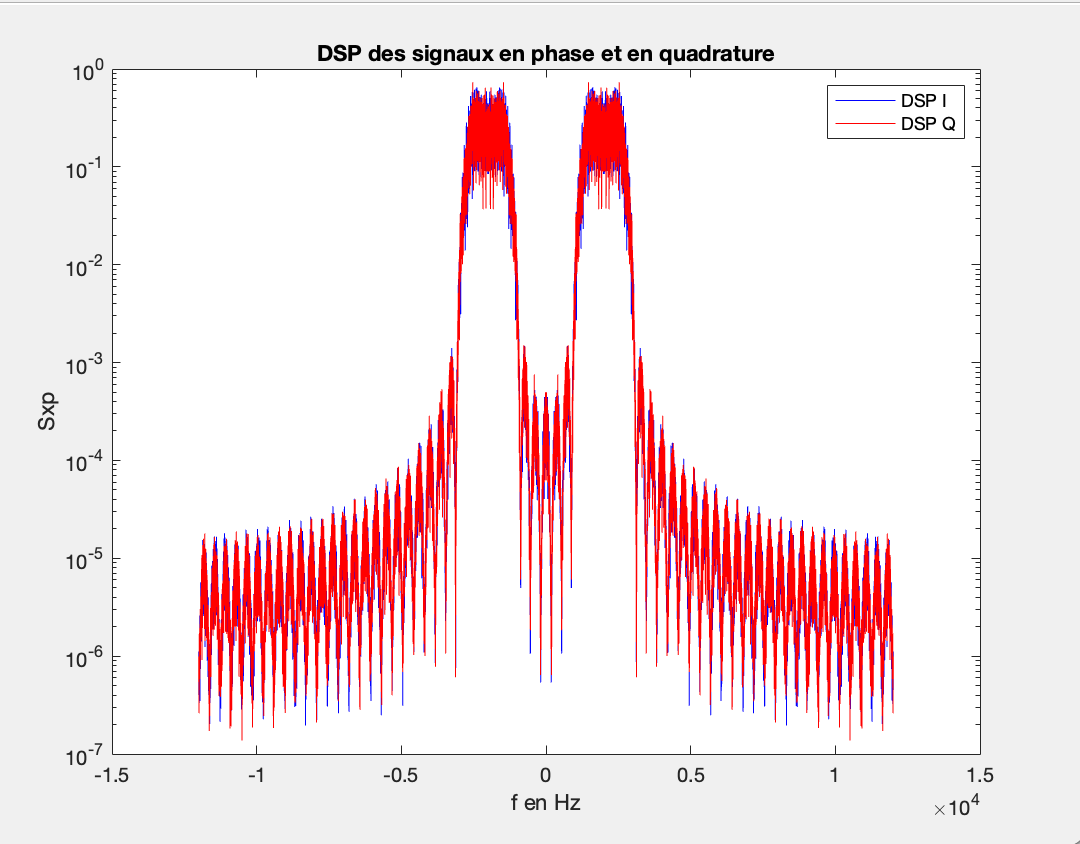 DSP des signaux en phase et en quadrature
10^0
10^-1
10^-2
10^-3
10^-4
10^-5
10^-6
10^-7
Sxp
DSP I
DSP Q
-1.5 -1 -0.5 0 0.5 1 1.5
f en Hz
×10^4